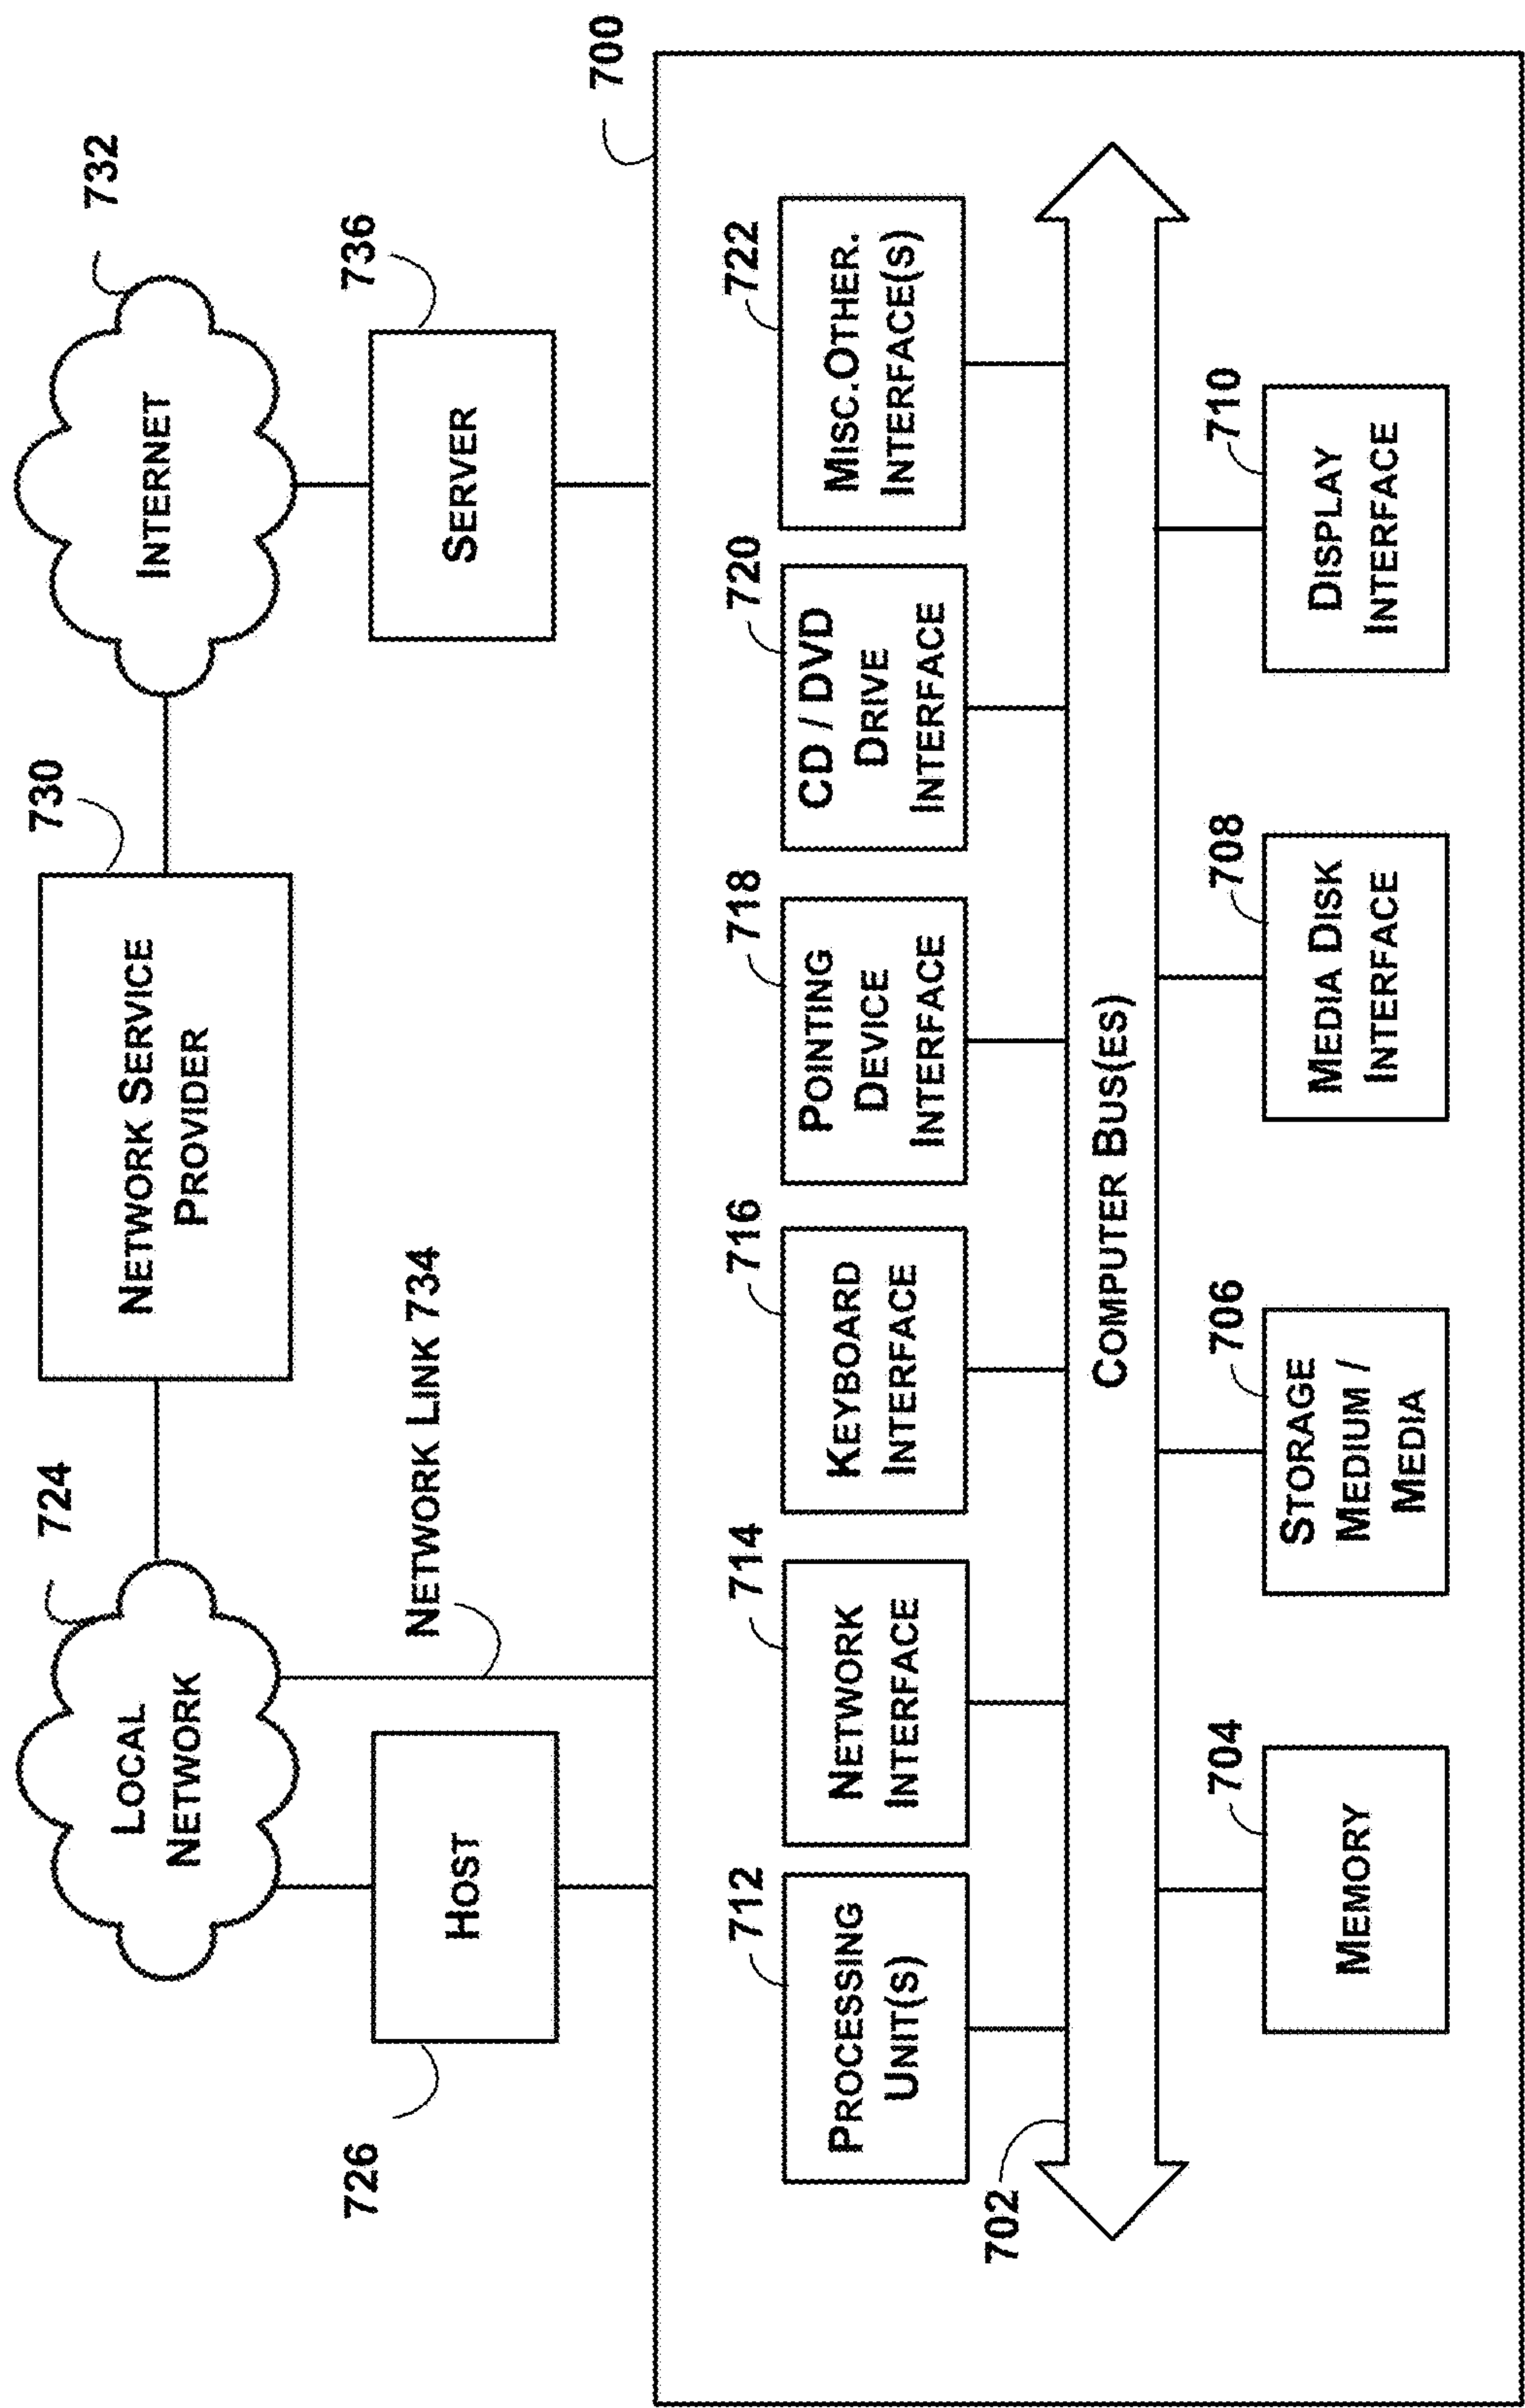 724
LOCAL
NETWORK
730
NETWORK SERVICE
PROVIDER
732
INTERNET
726
HOST
NETWORK LINK 734
736
SERVER
700
712
PROCESSING
UNIT(S)
714
NETWORK
INTERFACE
716
KEYBOARD
INTERFACE
718
POINTING
DEVICE
INTERFACE
720
CD / DVD
DRIVE
INTERFACE
722
MISC.OTHER.
INTERFACE(S)
702
COMPUTER BUS(ES)
704
MEMORY
706
STORAGE
MEDIUM /
MEDIA
708
MEDIA DISK
INTERFACE
710
DISPLAY
INTERFACE